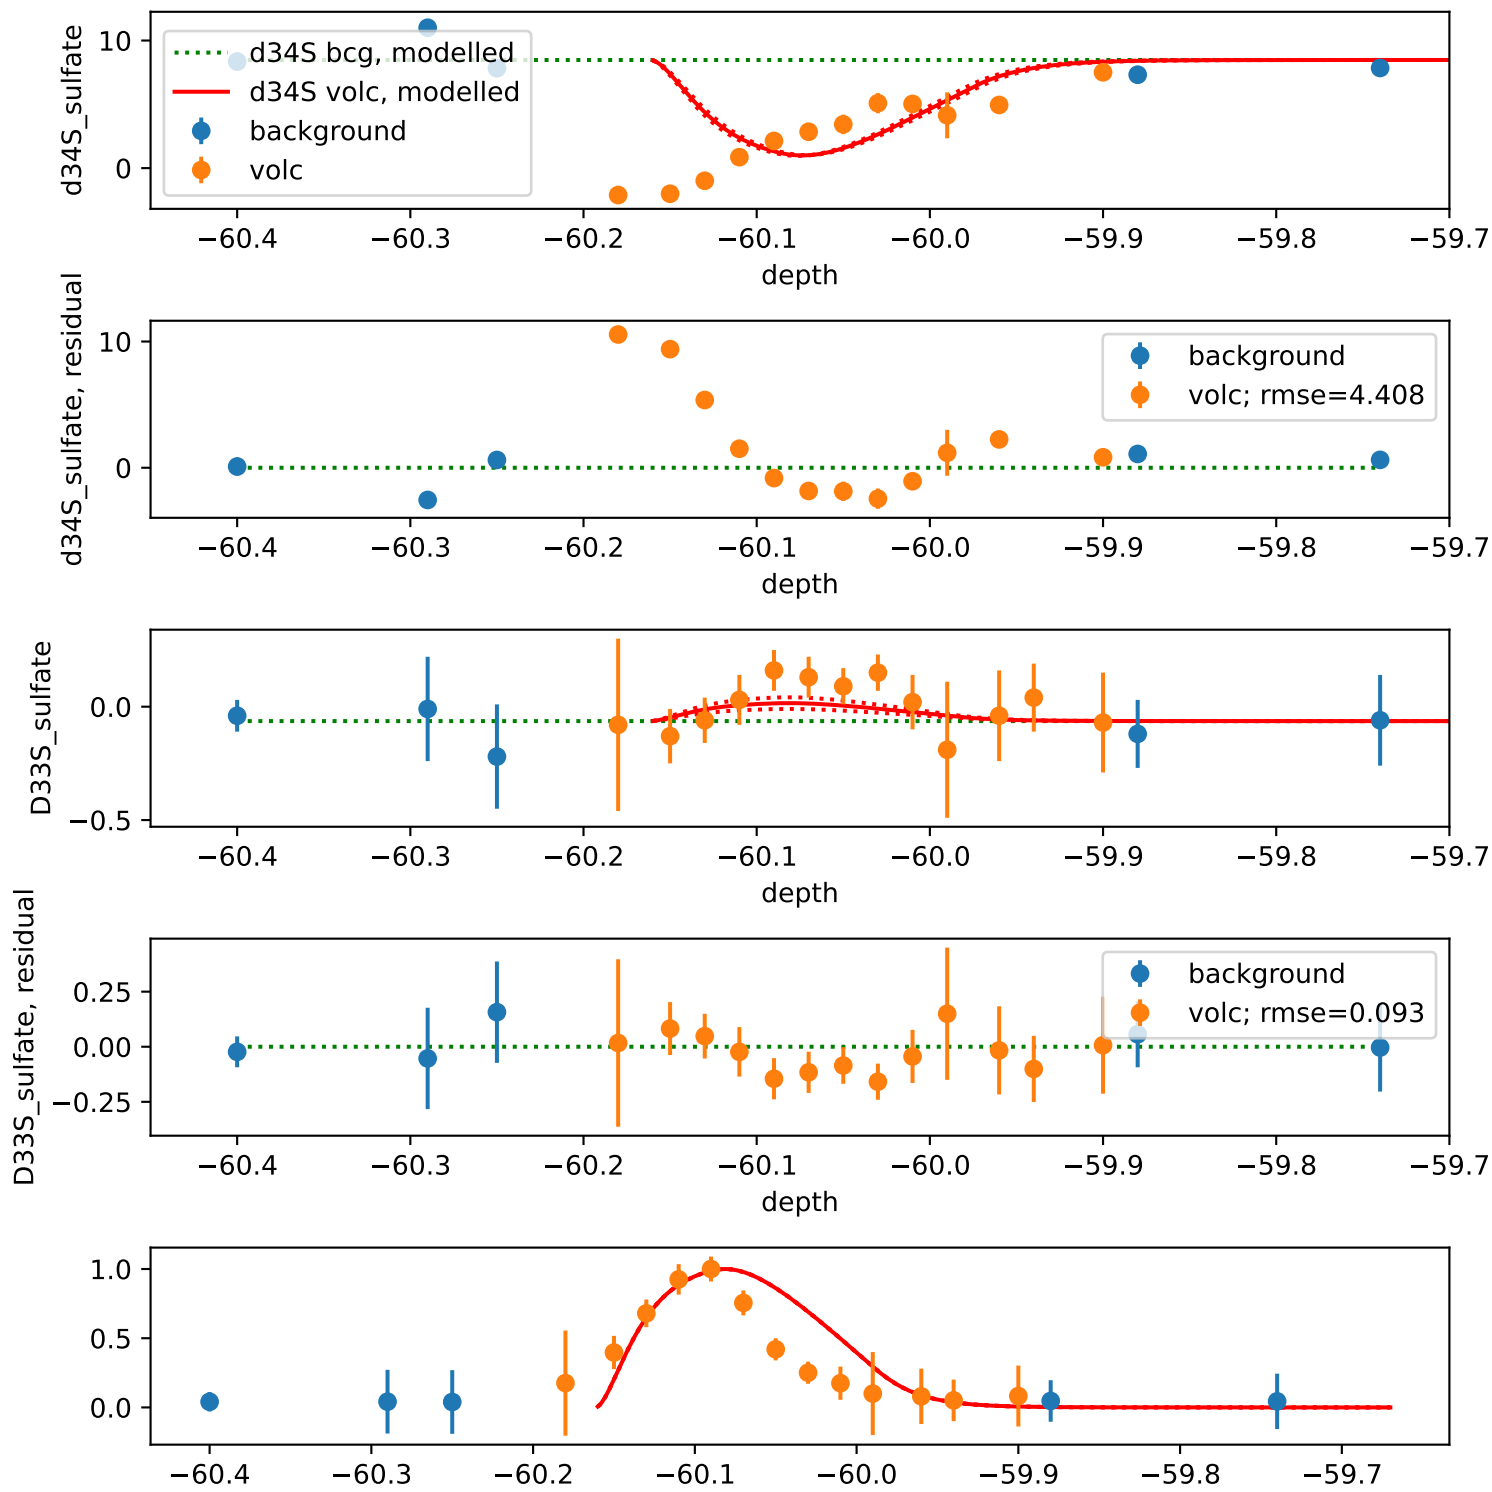 d34S_sulfate
10
0
d34S bcg, modelled
d34S volc, modelled
background
volc
−60.4 −60.3 −60.2 −60.1 −60.0 −59.9 −59.8 −59.7
depth
d34S_sulfate, residual
10
0
background
volc; rmse=4.408
−60.4 −60.3 −60.2 −60.1 −60.0 −59.9 −59.8 −59.7
depth
D33S_sulfate
0.0
−0.5
−60.4 −60.3 −60.2 −60.1 −60.0 −59.9 −59.8 −59.7
depth
D33S_sulfate, residual
0.25
0.00
−0.25
background
volc; rmse=0.093
−60.4 −60.3 −60.2 −60.1 −60.0 −59.9 −59.8 −59.7
depth
1.0
0.5
0.0
−60.4 −60.3 −60.2 −60.1 −60.0 −59.9 −59.8 −59.7